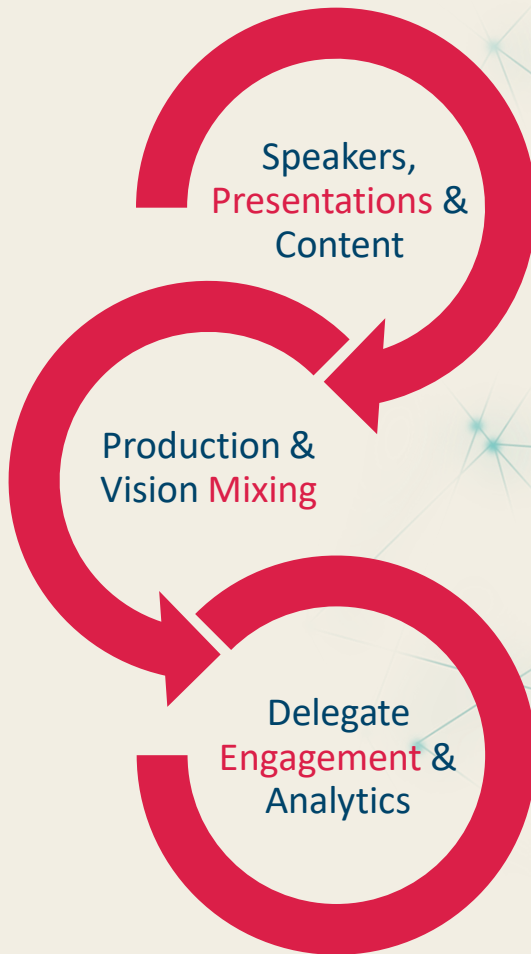 Speakers,
Presentations &
Content
Production &
Vision Mixing
Delegate
Engagement &
Analytics